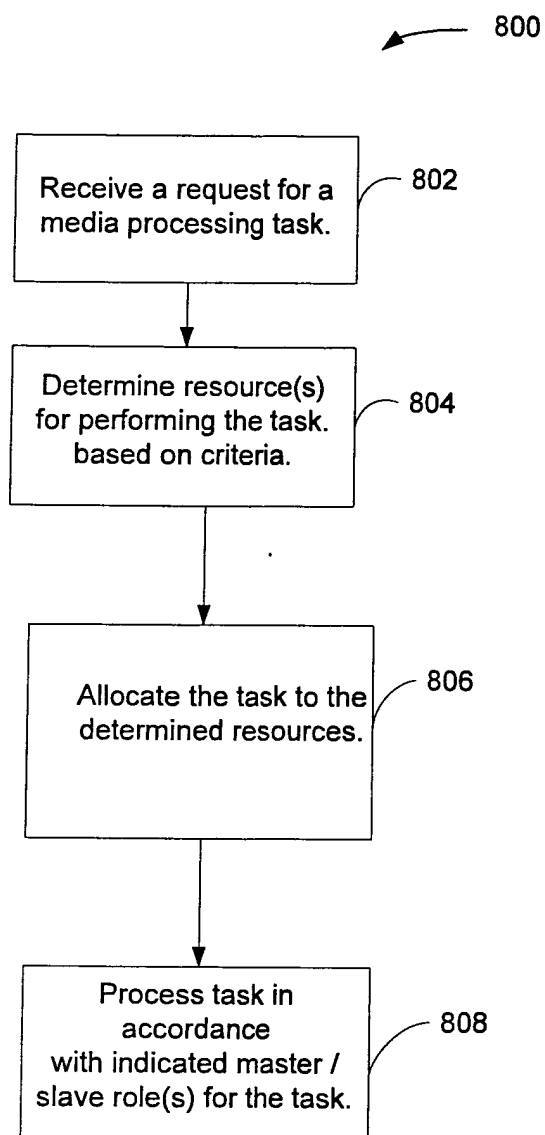 800
Receive a request for a
media processing task.
802
Determine resource(s)
for performing the task.
based on criteria.
804
Allocate the task to the
determined resources.
806
Process task in
accordance
with indicated master /
slave role(s) for the task.
808